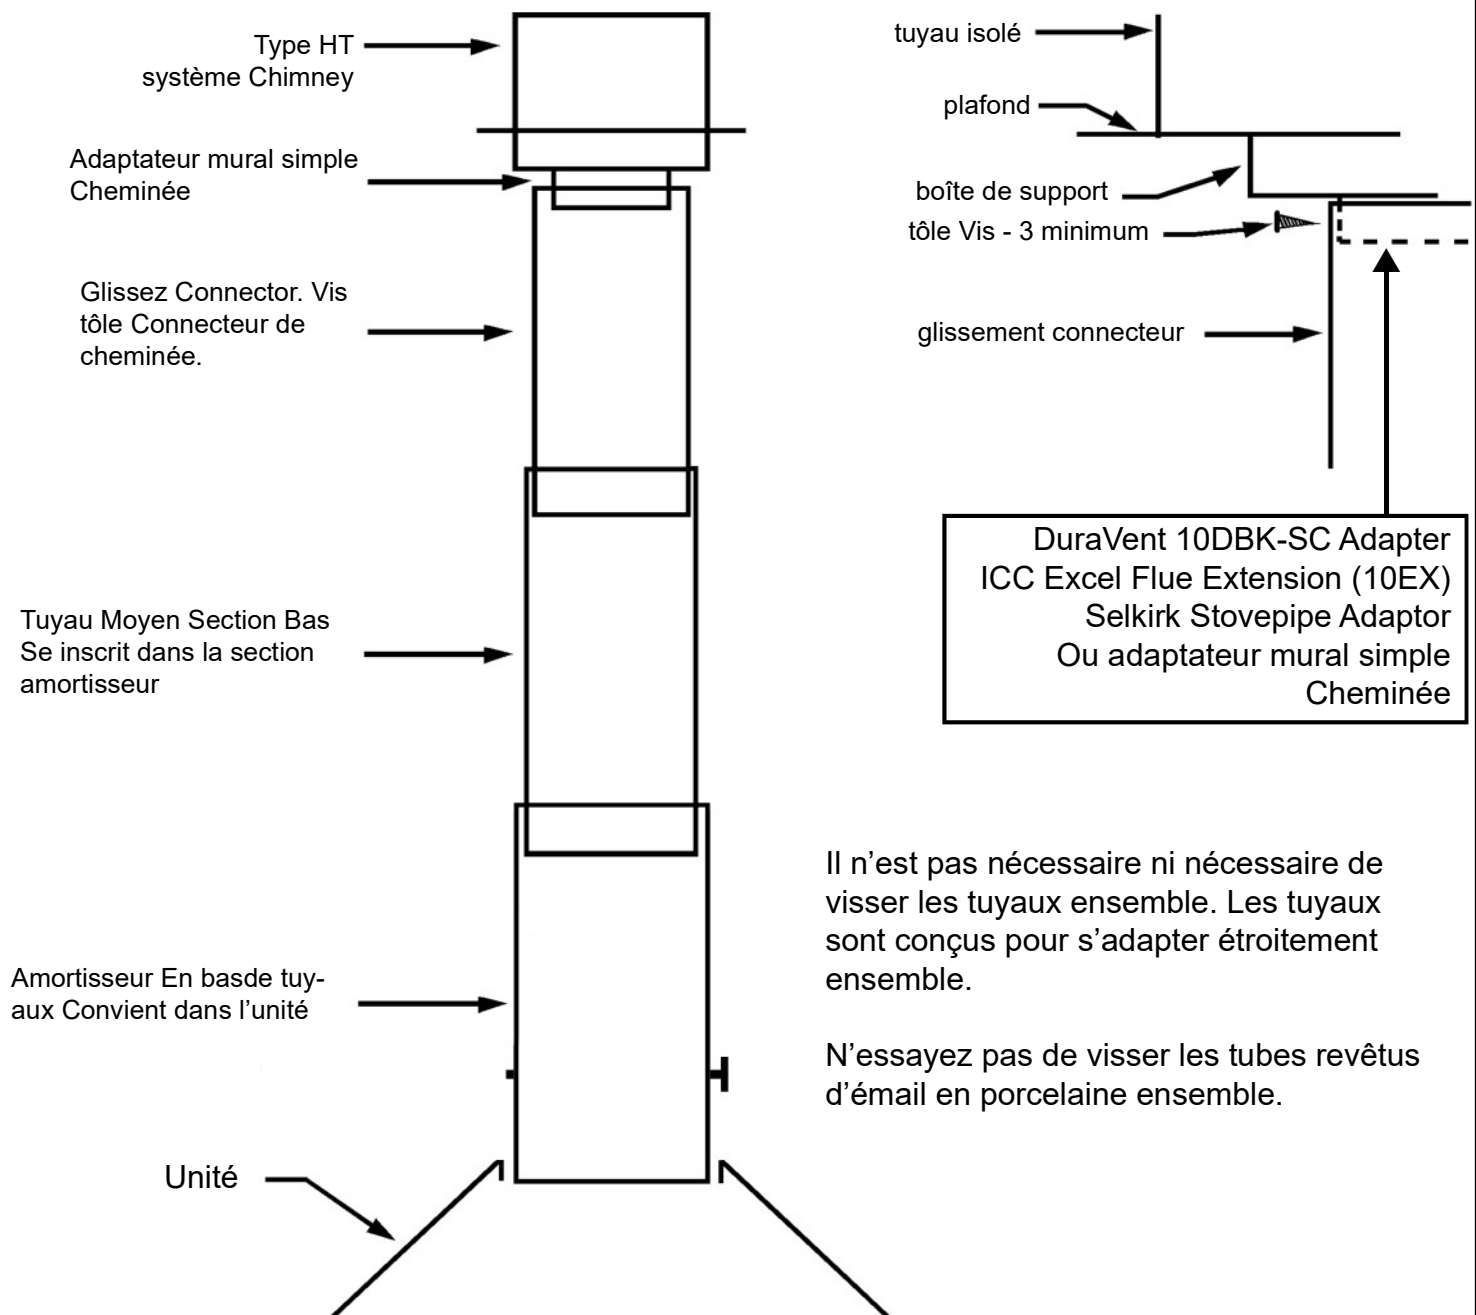 Type HT
système Chimney
Adaptateur mural simple
Cheminée
Glissez Connector. Vis
tôle Connecteur de
cheminée.
Tuyau Moyen Section Bas
Se inscrit dans la section
amortisseur
Amortisseur En basde tuy-
aux Convient dans l’unité
Unité
tuyau isolé
plafond
boîte de support
tôle Vis - 3 minimum
glissement connecteur
DuraVent 10DBK-SC Adapter
ICC Excel Flue Extension (10EX)
Selkirk Stovepipe Adaptor
Ou adaptateur mural simple
Cheminée
Il n’est pas nécessaire ni nécessaire de
visser les tuyaux ensemble. Les tuyaux
sont conçus pour s’adapter étroitement
ensemble.
N’essayez pas de visser les tubes revêtus
d’émail en porcelaine ensemble.